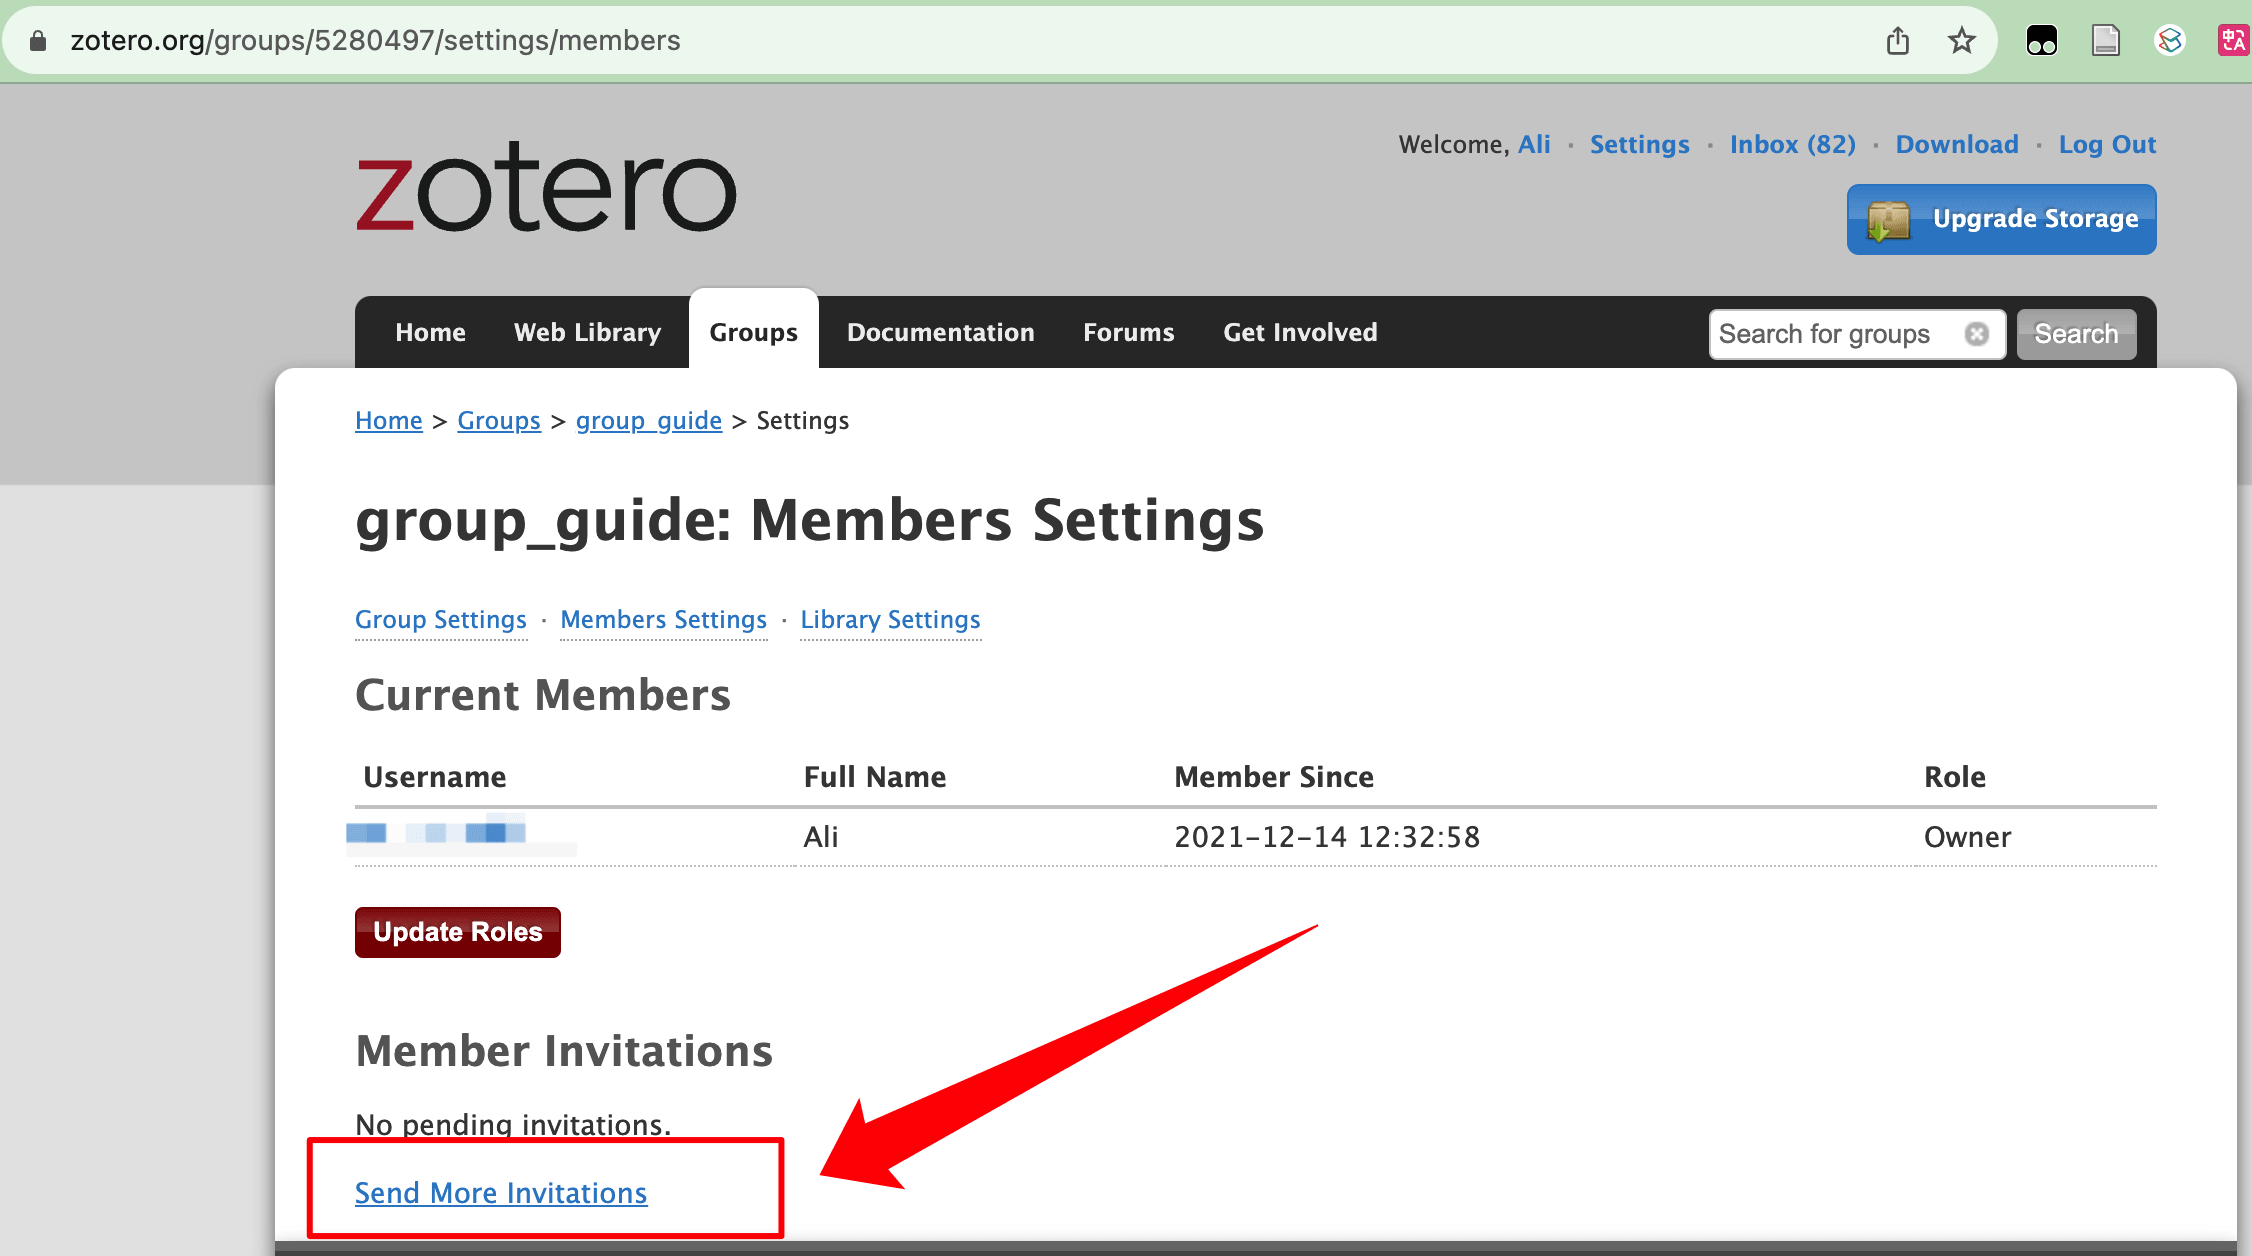 zotero.org/groups/5280497/settings/members
Welcome, Ali · Settings · Inbox (82) · Download · Log Out
zotero
Upgrade Storage
Home Web Library Groups Documentation Forums Get Involved Search for groups Search
Home > Groups > group_guide > Settings
group_guide: Members Settings
Group Settings · Members Settings · Library Settings
Current Members
Username Full Name Member Since Role
Ali 2021-12-14 12:32:58 Owner
Update Roles
Member Invitations
No pending invitations.
Send More Invitations